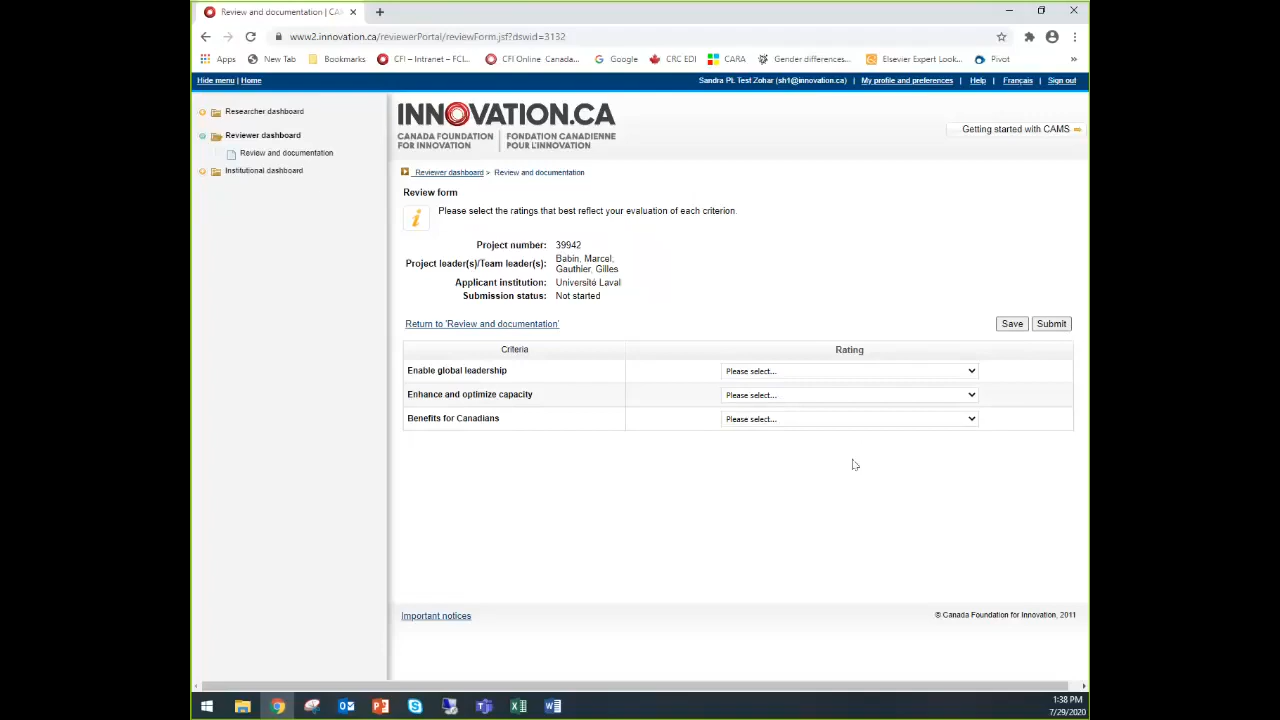 Review and documentation | CA
www2.innovation.ca/reviewerPortal/reviewForm.jsf?dswid=3132
Apps New Tab Bookmarks CFI – Intranet – FCI,... CFI Online Canada... Google CRC EDI CARA Gender differences... Elsevier Expert Look... Pivot »
Hide menu | Home
Sandra PL Test Zohar (sh1@innovation.ca) | My profile and preferences | Help | Français | Sign out
Researcher dashboard
Reviewer dashboard
Review and documentation
Institutional dashboard
INNOVATION.CA
CANADA FOUNDATION FONDATION CANADIENNE
FOR INNOVATION POUR L'INNOVATION
Getting started with CAMS
Reviewer dashboard > Review and documentation
Review form
Please select the ratings that best reflect your evaluation of each criterion.
Project number: 39942
Project leader(s)/Team leader(s): Babin, Marcel;
Gauthier, Gilles
Applicant institution: Université Laval
Submission status: Not started
Return to 'Review and documentation'
Save Submit
Criteria Rating
Enable global leadership Please select...
Enhance and optimize capacity Please select...
Benefits for Canadians Please select...
Important notices
© Canada Foundation for Innovation, 2011
1:38 PM
7/29/2020